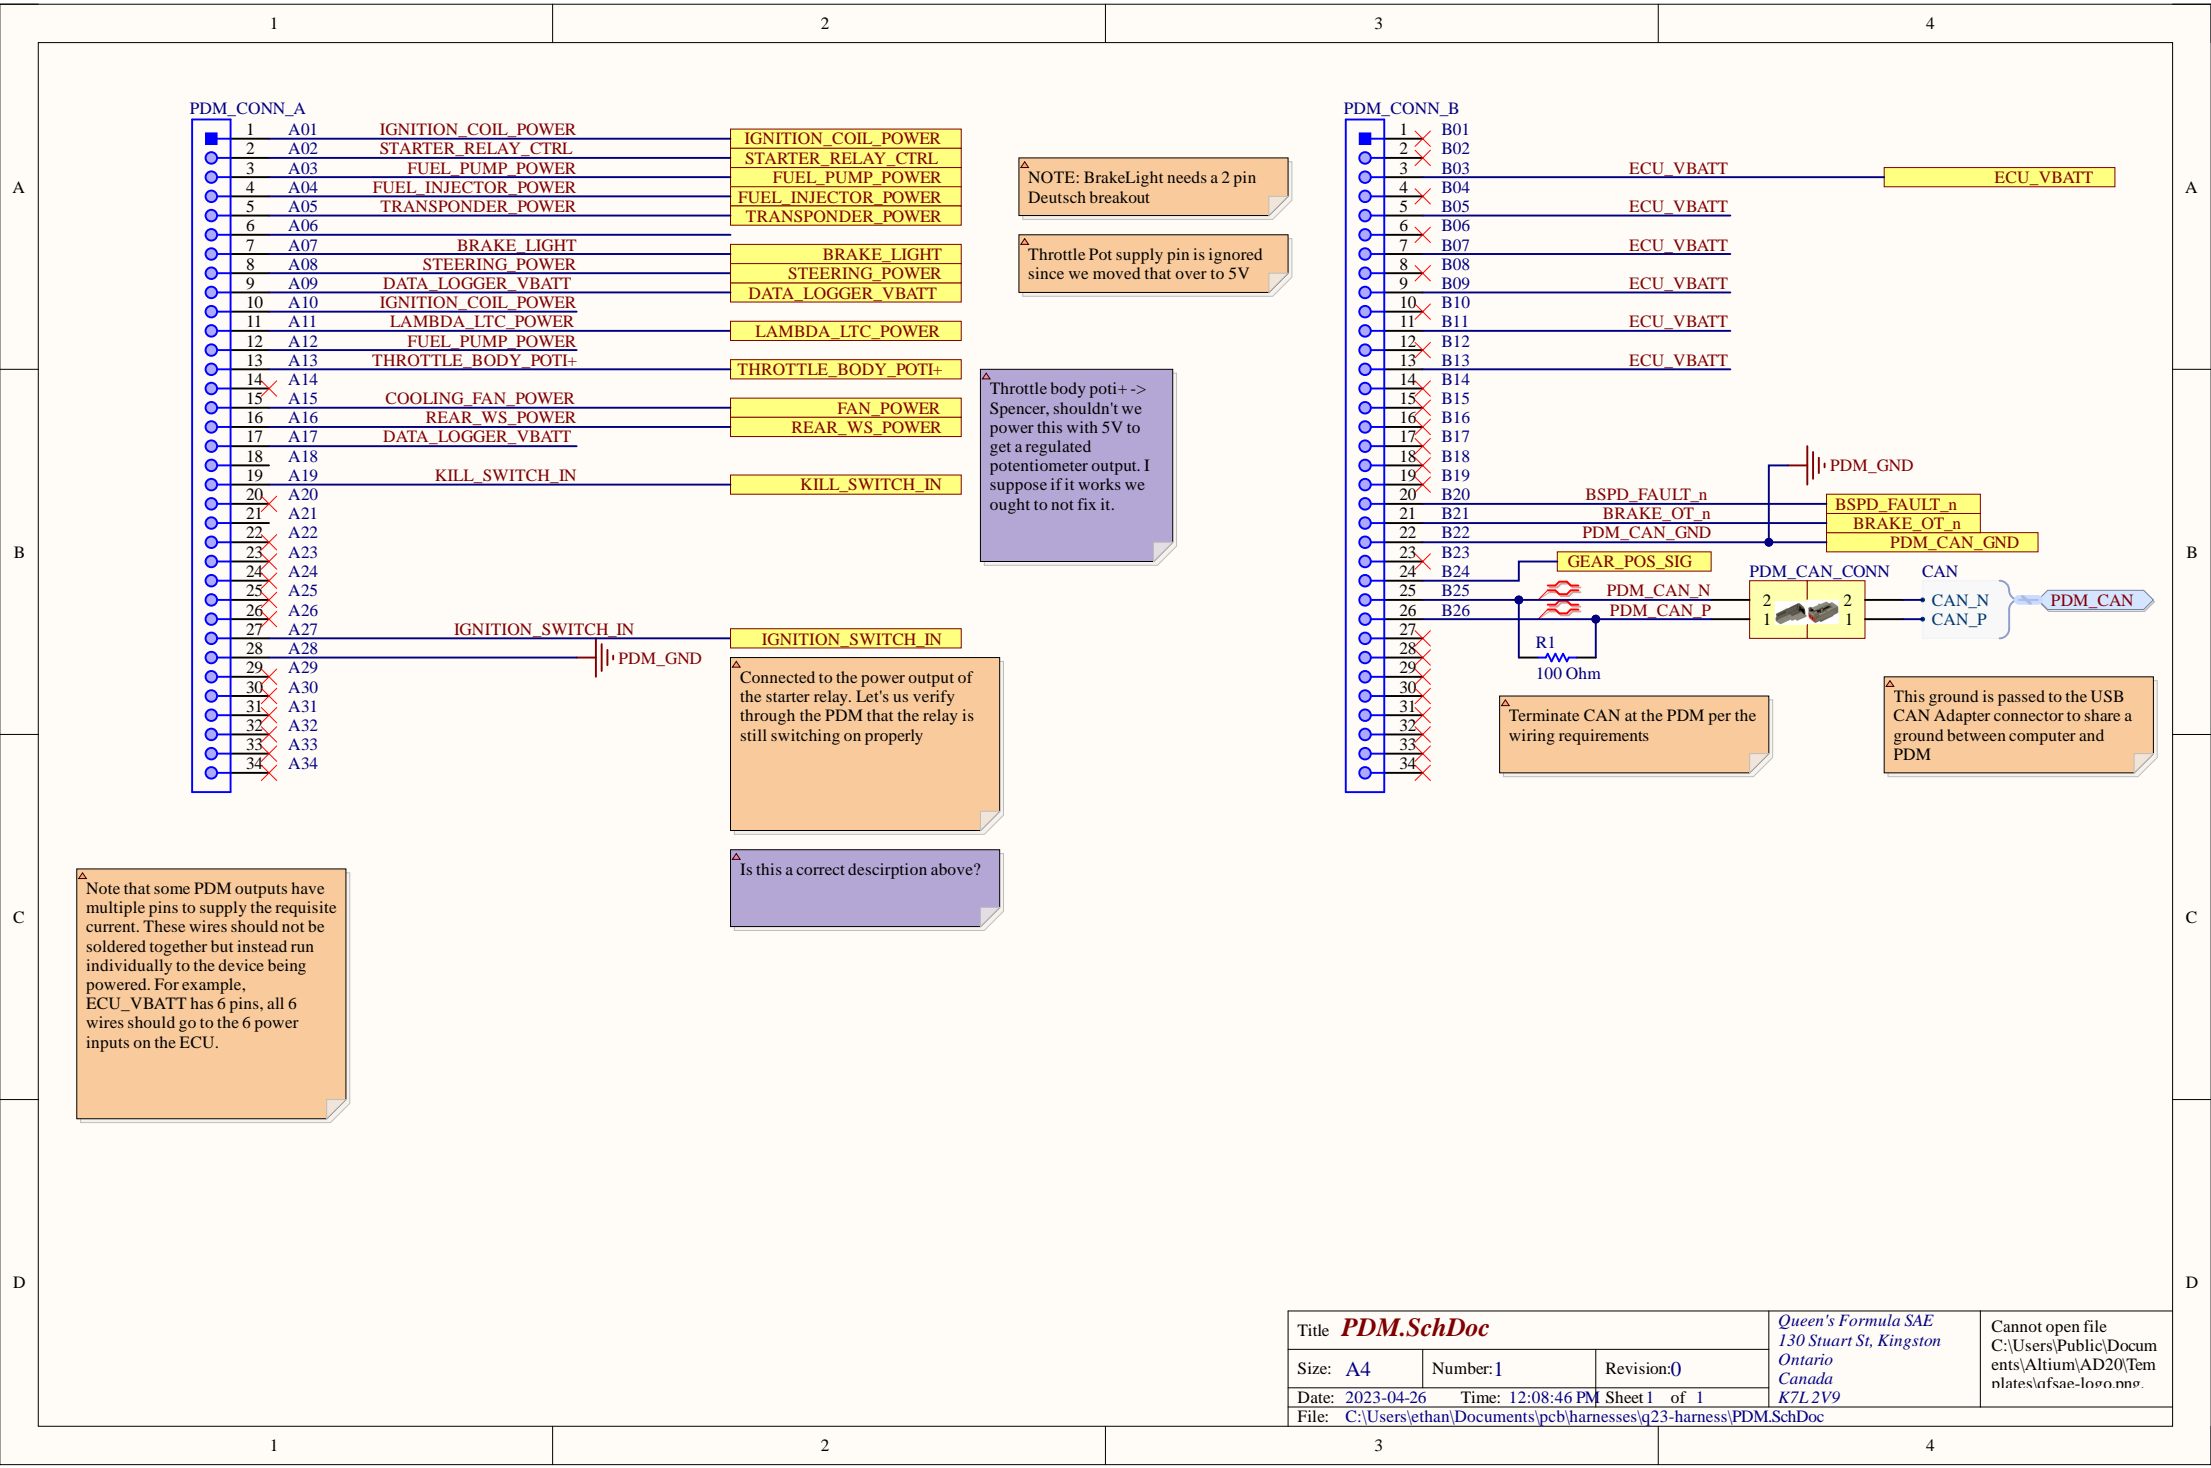 1 2 3 4
A A
B B
C C
D D
PDM_CONN_A
1 A01 IGNITION_COIL_POWER IGNITION_COIL_POWER
2 A02 STARTER_RELAY_CTRL STARTER_RELAY_CTRL
3 A03 FUEL_PUMP_POWER FUEL_PUMP_POWER
4 A04 FUEL_INJECTOR_POWER FUEL_INJECTOR_POWER
5 A05 TRANSPONDER_POWER TRANSPONDER_POWER
6 A06
7 A07 BRAKE_LIGHT BRAKE_LIGHT
8 A08 STEERING_POWER STEERING_POWER
9 A09 DATA_LOGGER_VBATT DATA_LOGGER_VBATT
10 A10 IGNITION_COIL_POWER
11 A11 LAMBDA_LTC_POWER LAMBDA_LTC_POWER
12 A12 FUEL_PUMP_POWER
13 A13 THROTTLE_BODY_POTI+ THROTTLE_BODY_POTI+
14 A14
15 A15 COOLING_FAN_POWER FAN_POWER
16 A16 REAR_WS_POWER REAR_WS_POWER
17 A17 DATA_LOGGER_VBATT
18 A18
19 A19 KILL_SWITCH_IN KILL_SWITCH_IN
20 A20
21 A21
22 A22
23 A23
24 A24
25 A25
26 A26
27 A27 IGNITION_SWITCH_IN IGNITION_SWITCH_IN
28 A28 PDM_GND
29 A29
30 A30
31 A31
32 A32
33 A33
34 A34
NOTE: BrakeLight needs a 2 pin
Deutsch breakout
Throttle Pot supply pin is ignored
since we moved that over to 5V
Throttle body poti+ ->
Spencer, shouldn't we
power this with 5V to
get a regulated
potentiometer output. I
suppose if it works we
ought to not fix it.
Connected to the power output of
the starter relay. Let's us verify
through the PDM that the relay is
still switching on properly
Is this a correct descirption above?
Note that some PDM outputs have
multiple pins to supply the requisite
current. These wires should not be
soldered together but instead run
individually to the device being
powered. For example,
ECU_VBATT has 6 pins, all 6
wires should go to the 6 power
inputs on the ECU.
PDM_CONN_B
1 B01
2 B02
3 B03 ECU_VBATT ECU_VBATT
4 B04
5 B05 ECU_VBATT
6 B06
7 B07 ECU_VBATT
8 B08
9 B09 ECU_VBATT
10 B10
11 B11 ECU_VBATT
12 B12
13 B13 ECU_VBATT
14 B14
15 B15
16 B16
17 B17
18 B18 PDM_GND
19 B19
20 B20 BSPD_FAULT_n BSPD_FAULT_n
21 B21 BRAKE_OT_n BRAKE_OT_n
22 B22 PDM_CAN_GND PDM_CAN_GND
23 B23 GEAR_POS_SIG
24 B24 PDM_CAN_CONN CAN
25 B25 PDM_CAN_N 2 2 CAN_N PDM_CAN
26 B26 PDM_CAN_P 1 1 CAN_P
27
28
29
30
31
32
33
34
R1
100 Ohm
Terminate CAN at the PDM per the
wiring requirements
This ground is passed to the USB
CAN Adapter connector to share a
ground between computer and
PDM
Title PDM.SchDoc
Size: A4 Number:1 Revision:0
Date: 2023-04-26 Time: 12:08:46 PM Sheet 1 of 1
File: C:\Users\ethan\Documents\pcb\harnesses\q23-harness\PDM.SchDoc
Queen's Formula SAE
130 Stuart St, Kingston
Ontario
Canada
K7L 2V9
Cannot open file
C:\Users\Public\Docum
ents\Altium\AD20\Tem
plates\qfsae-logo.png.
1 2 3 4